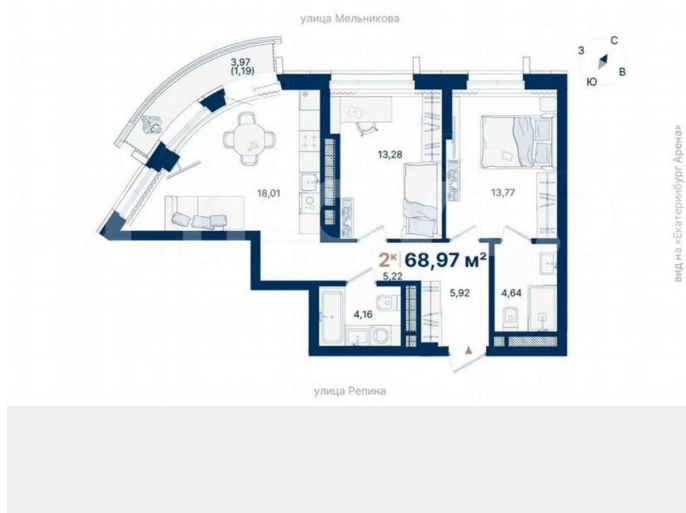 улица Мельникова
3,97
(1,19)
С
З
В
Ю
13,28
13,77
18,01
вид на «Екатеринбург Арена»
2К 68,97 м²
5,22
5,92
4,64
4,16
улица Репина